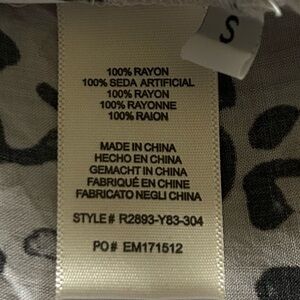 S
100% RAYON
100% SEDA ARTIFICIAL
100% RAYON
100% RAYONNE
100% RAION
MADE IN CHINA
HECHO EN CHINA
GEMACHT IN CHINA
FABRIQUÉ EN CHINE
FABRICATO NEGLI CHINA
STYLE# R2893-Y83-304
PO# EM171512